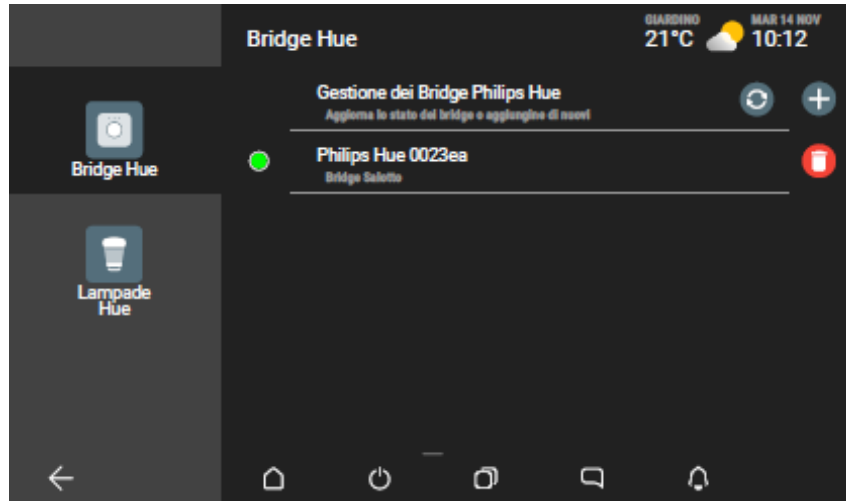 Bridge Hue
GIARDINO
21°C
MAR 14 NOV
10:12
Gestione dei Bridge Philips Hue
Aggiorna lo stato dei bridge o aggiungine di nuovi
Bridge Hue
Philips Hue 0023ea
Bridge Salotto
Lampade
Hue